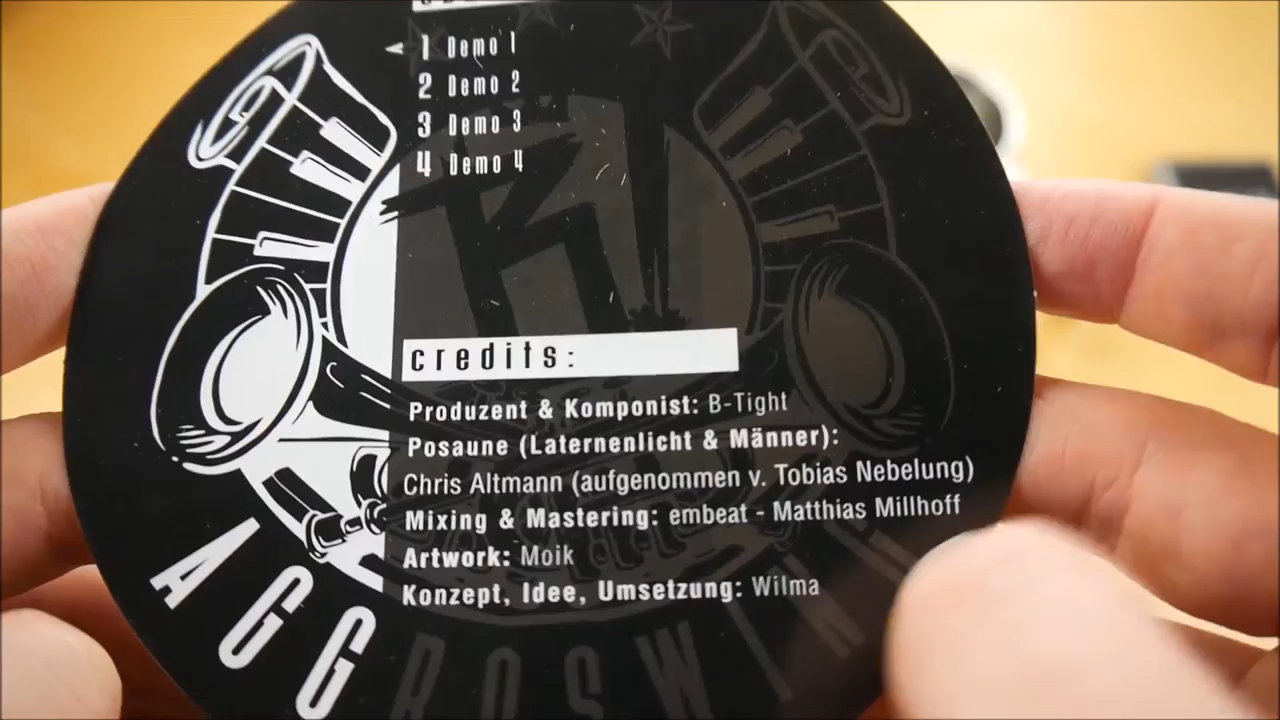 1 Demo 1
2 Demo 2
3 Demo 3
4 Demo 4
credits:
Produzent & Komponist: B-Tight
Posaune (Laternenlicht & Männer):
Chris Altmann (aufgenommen v. Tobias Nebelung)
Mixing & Mastering: embeat - Matthias Millhoff
Artwork: Moik
Konzept, Idee, Umsetzung: Wilma
AGGROSWING